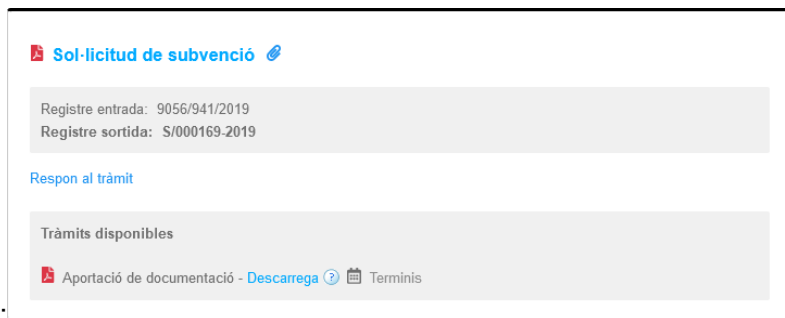 Sol·licitud de subvenció
Registre entrada: 9056/941/2019
Registre sortida: S/000169-2019
Respon al tràmit
Tràmits disponibles
Aportació de documentació - Descarrega ? Terminis
.